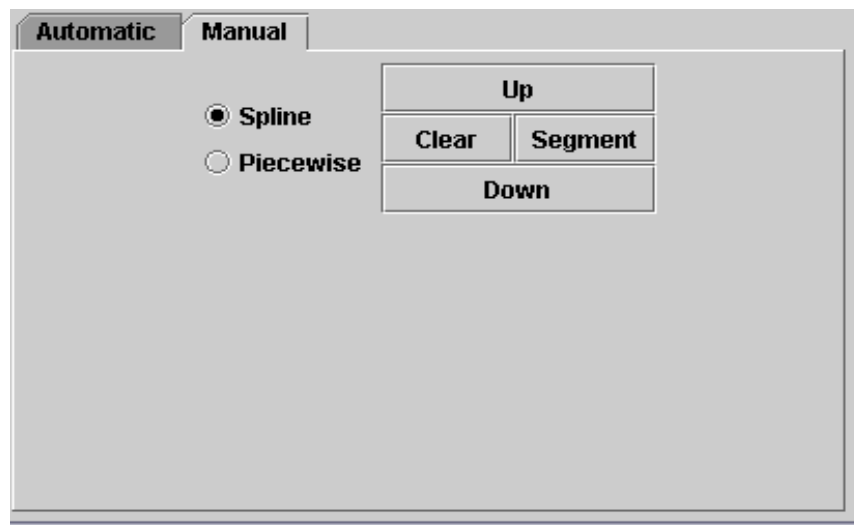 Automatic Manual
Spline
Piecewise
Up
Clear Segment
Down